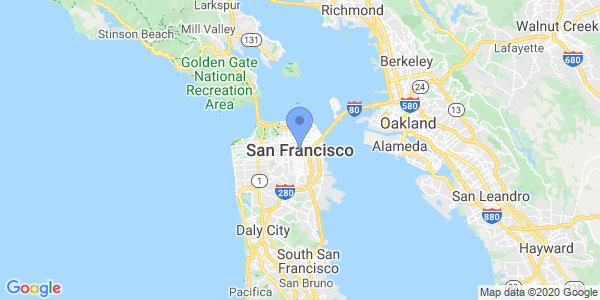 Larkspur
Mill Valley
Stinson Beach
131
Golden Gate
National
Recreation
Area
Richmond
Walnut Creek
Lafayette
680
Berkeley
24
13
580
80
Oakland
Alameda
San Francisco
1
280
San Leandro
880
Daly City
Hayward
South San
Francisco
San Bruno
Pacifica
Google
Map data ©2020 Google